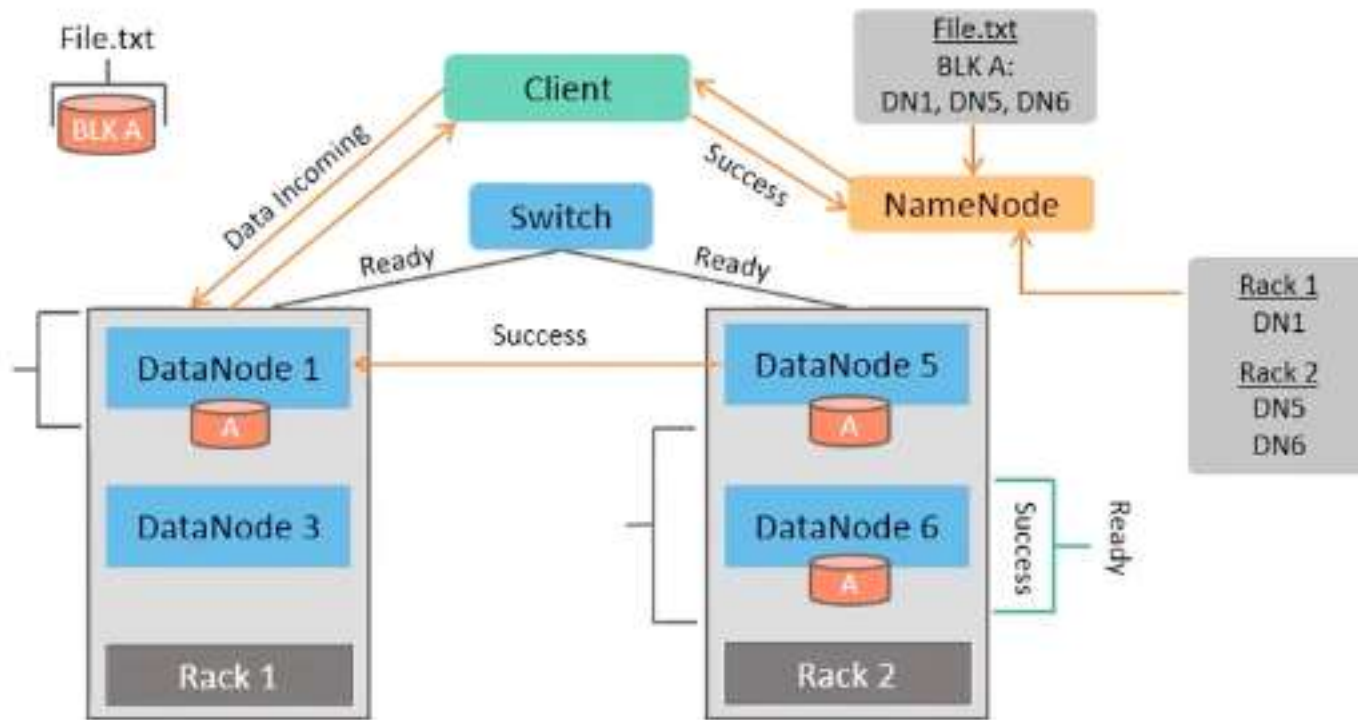 File.txt
BLK A
Client
File.txt
BLK A:
DN1, DN5, DN6
Data Incoming
Success
NameNode
Switch
Ready
Ready
Rack 1
DN1
Rack 2
DN5
DN6
DataNode 1
Success
DataNode 5
A
A
DataNode 3
DataNode 6
A
Success
Ready
Rack 1
Rack 2